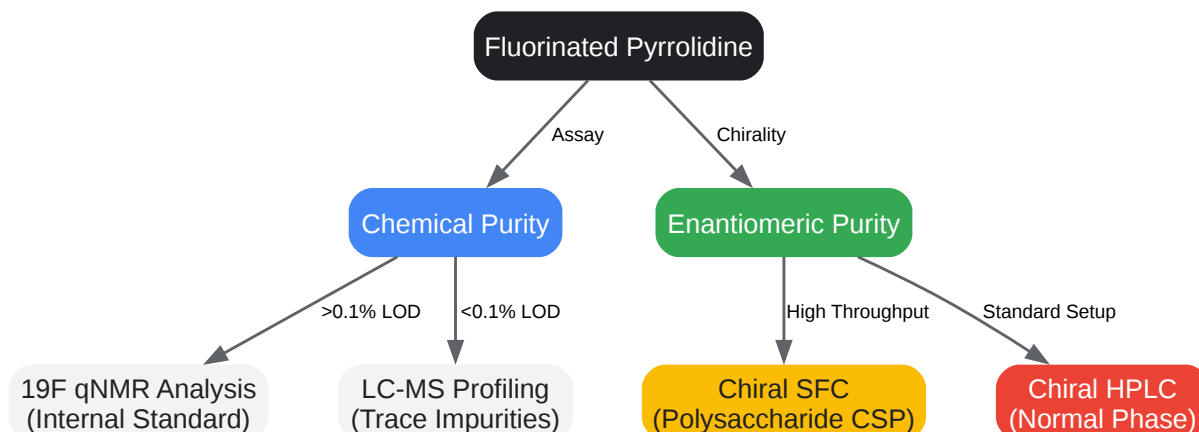 Fluorinated Pyrrolidine
Assay
Chirality
Chemical Purity
Enantiomeric Purity
>0.1% LOD
<0.1% LOD
High Throughput
Standard Setup
19F qNMR Analysis
(Internal Standard)
LC-MS Profiling
(Trace Impurities)
Chiral SFC
(Polysaccharide CSP)
Chiral HPLC
(Normal Phase)